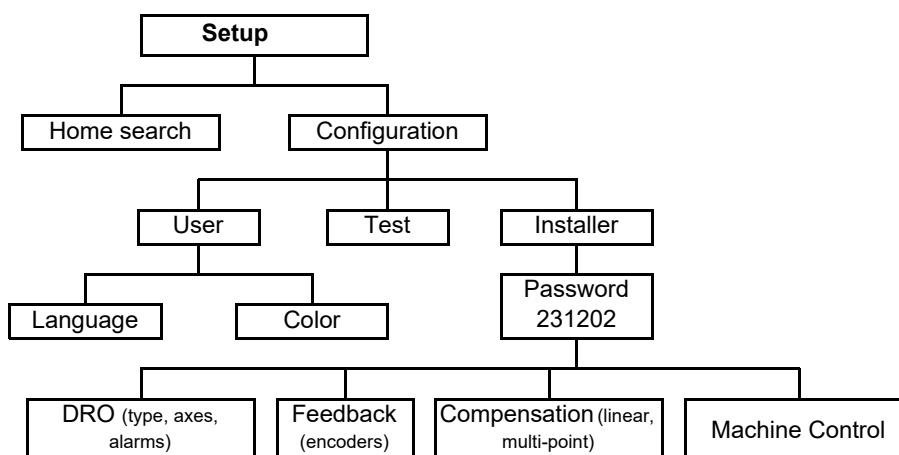 Setup
Home search
Configuration
User
Test
Installer
Language
Color
Password
231202
DRO (type, axes,
alarms)
Feedback
(encoders)
Compensation (linear,
multi-point)
Machine Control